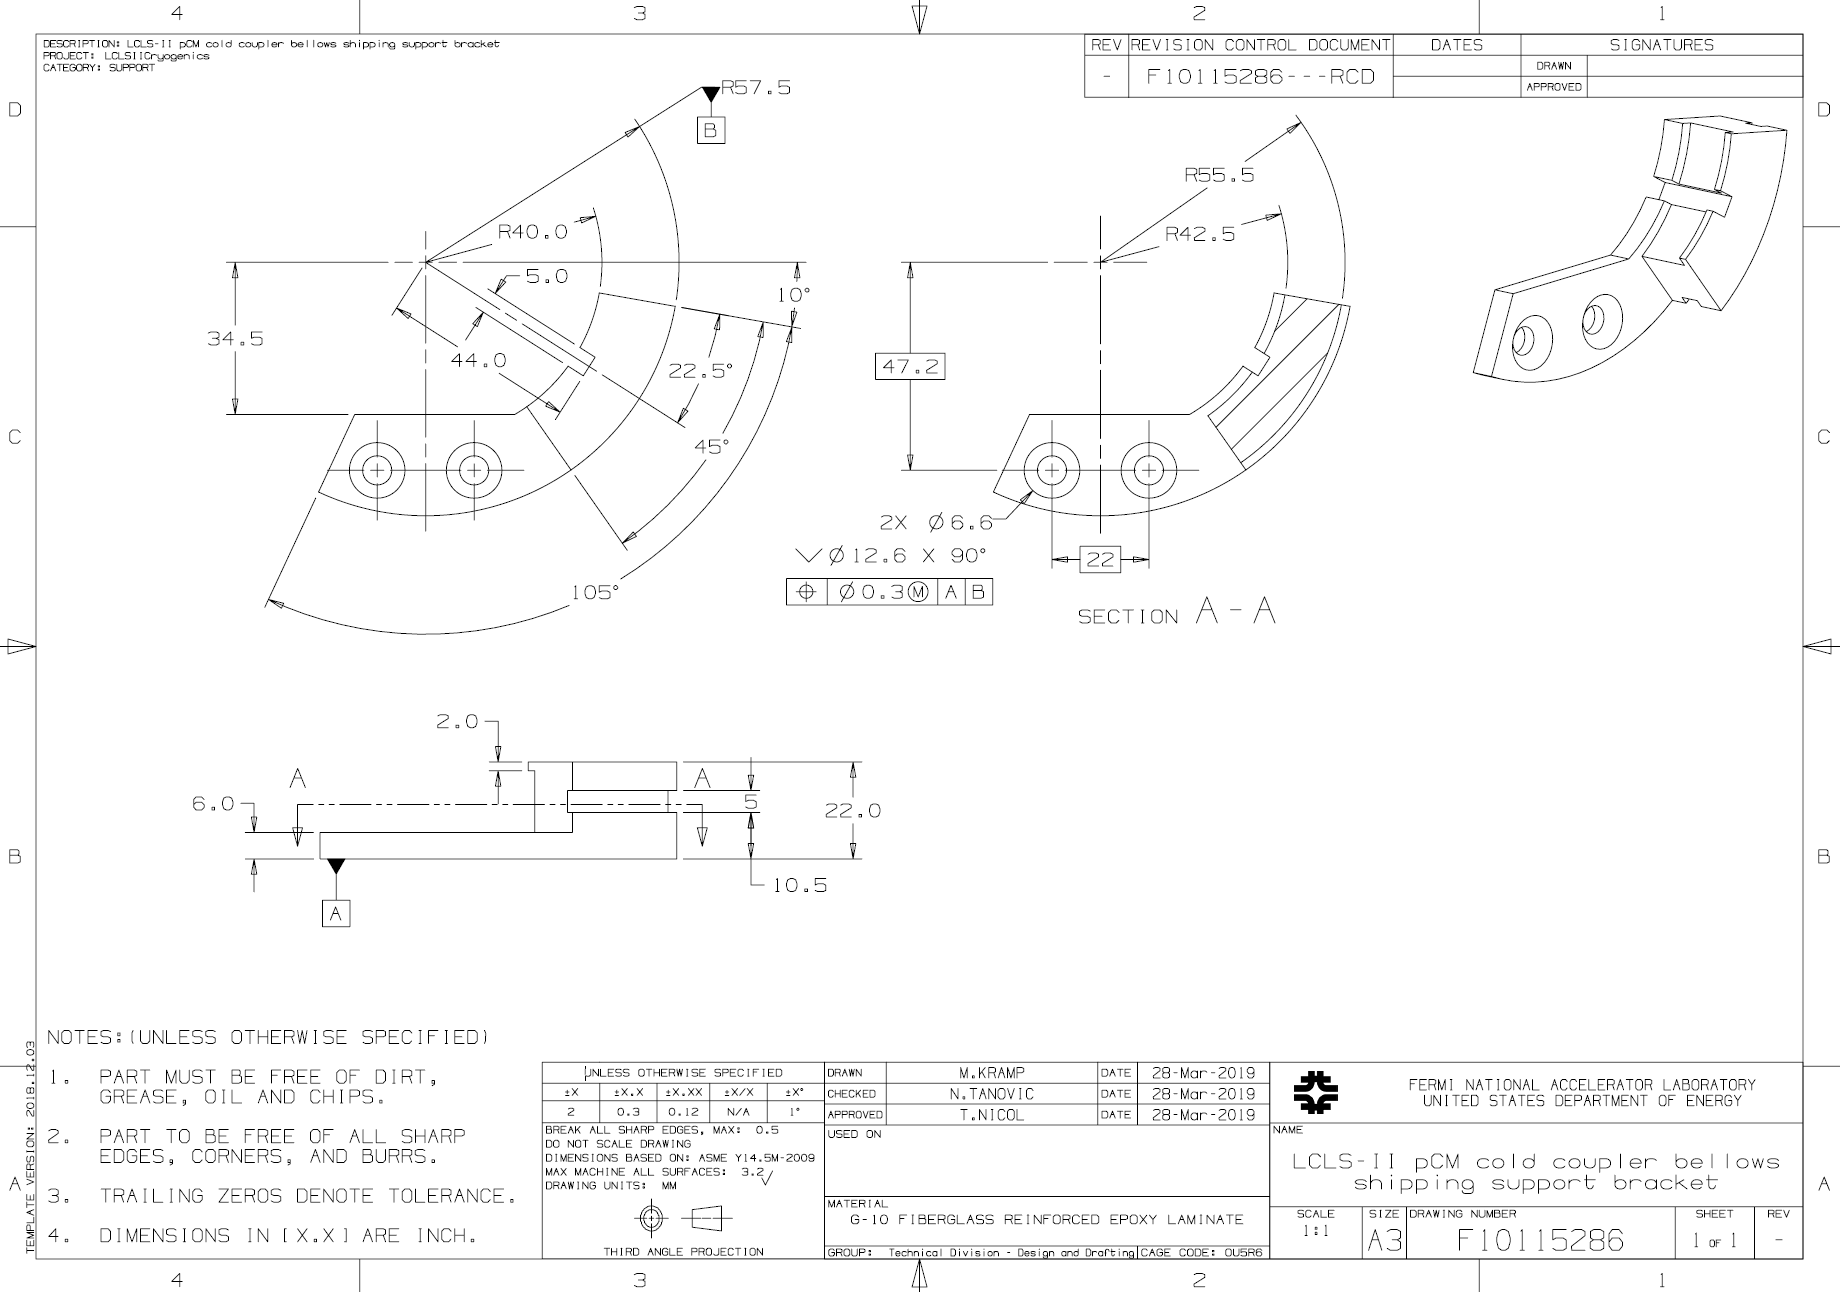 4 3 2 1
DESCRIPTION: LCLS-II pCM cold coupler bellows shipping support bracket
PROJECT: LCLSIICryogenics
CATEGORY: SUPPORT
REV REVISION CONTROL DOCUMENT DATES SIGNATURES
- F10115286---RCD
DRAWN
APPROVED
D D
R57.5
B
R55.5
R40.0
R42.5
5.0
10°
34.5
44.0
22.5°
47.2
C C
45°
2X Ø6.6
Ø12.6 X 90°
22
Ø0.3 Ⓜ A B
105°
SECTION A-A
2.0
A A
6.0
5
22.0
B B
10.5
A
NOTES:(UNLESS OTHERWISE SPECIFIED)
1. PART MUST BE FREE OF DIRT,
GREASE, OIL AND CHIPS.
2. PART TO BE FREE OF ALL SHARP
EDGES, CORNERS, AND BURRS.
3. TRAILING ZEROS DENOTE TOLERANCE.
4. DIMENSIONS IN [X.X] ARE INCH.
TEMPLATE VERSION: 2018.12.03
A A
UNLESS OTHERWISE SPECIFIED
±X ±X.X ±X.XX ±X/X ±X°
2 0.3 0.12 N/A 1°
BREAK ALL SHARP EDGES, MAX: 0.5
DO NOT SCALE DRAWING
DIMENSIONS BASED ON: ASME Y14.5M-2009
MAX MACHINE ALL SURFACES: 3.2
DRAWING UNITS: MM
THIRD ANGLE PROJECTION
DRAWN M.KRAMP DATE 28-Mar-2019
CHECKED N.TANOVIC DATE 28-Mar-2019
APPROVED T.NICOL DATE 28-Mar-2019
USED ON
MATERIAL
G-10 FIBERGLASS REINFORCED EPOXY LAMINATE
GROUP: Technical Division - Design and Drafting CAGE CODE: OU5R6
FERMI NATIONAL ACCELERATOR LABORATORY
UNITED STATES DEPARTMENT OF ENERGY
NAME
LCLS-II pCM cold coupler bellows
shipping support bracket
SCALE SIZE DRAWING NUMBER SHEET REV
1:1 A3 F10115286 1 OF 1 -
4 3 2 1